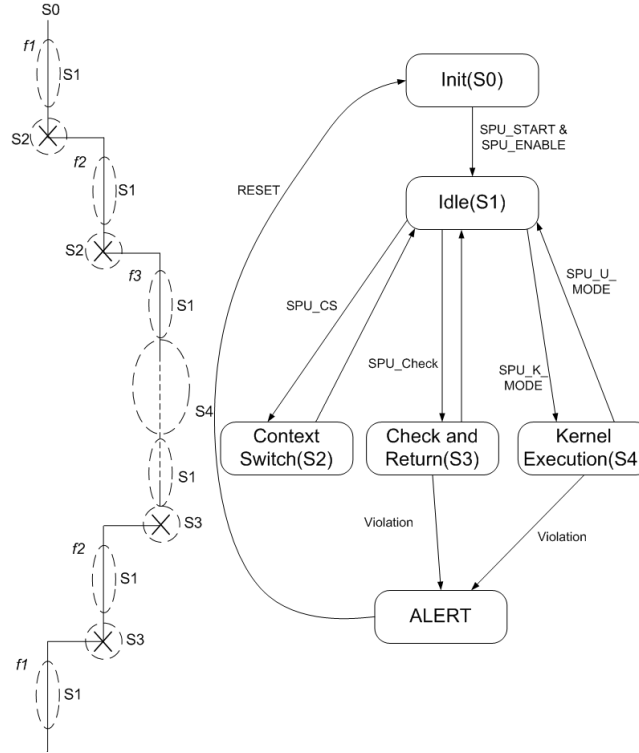 S0
f1
S1
S2
f2
S1
S2
f3
S1
S4
S1
S3
f2
S1
S3
f1
S1
Init(S0)
SPU_START &
SPU_ENABLE
RESET
Idle(S1)
SPU_CS
SPU_Check
SPU_K_
MODE
SPU_U_
MODE
Context
Switch(S2)
Check and
Return(S3)
Kernel
Execution(S4
Violation
Violation
ALERT